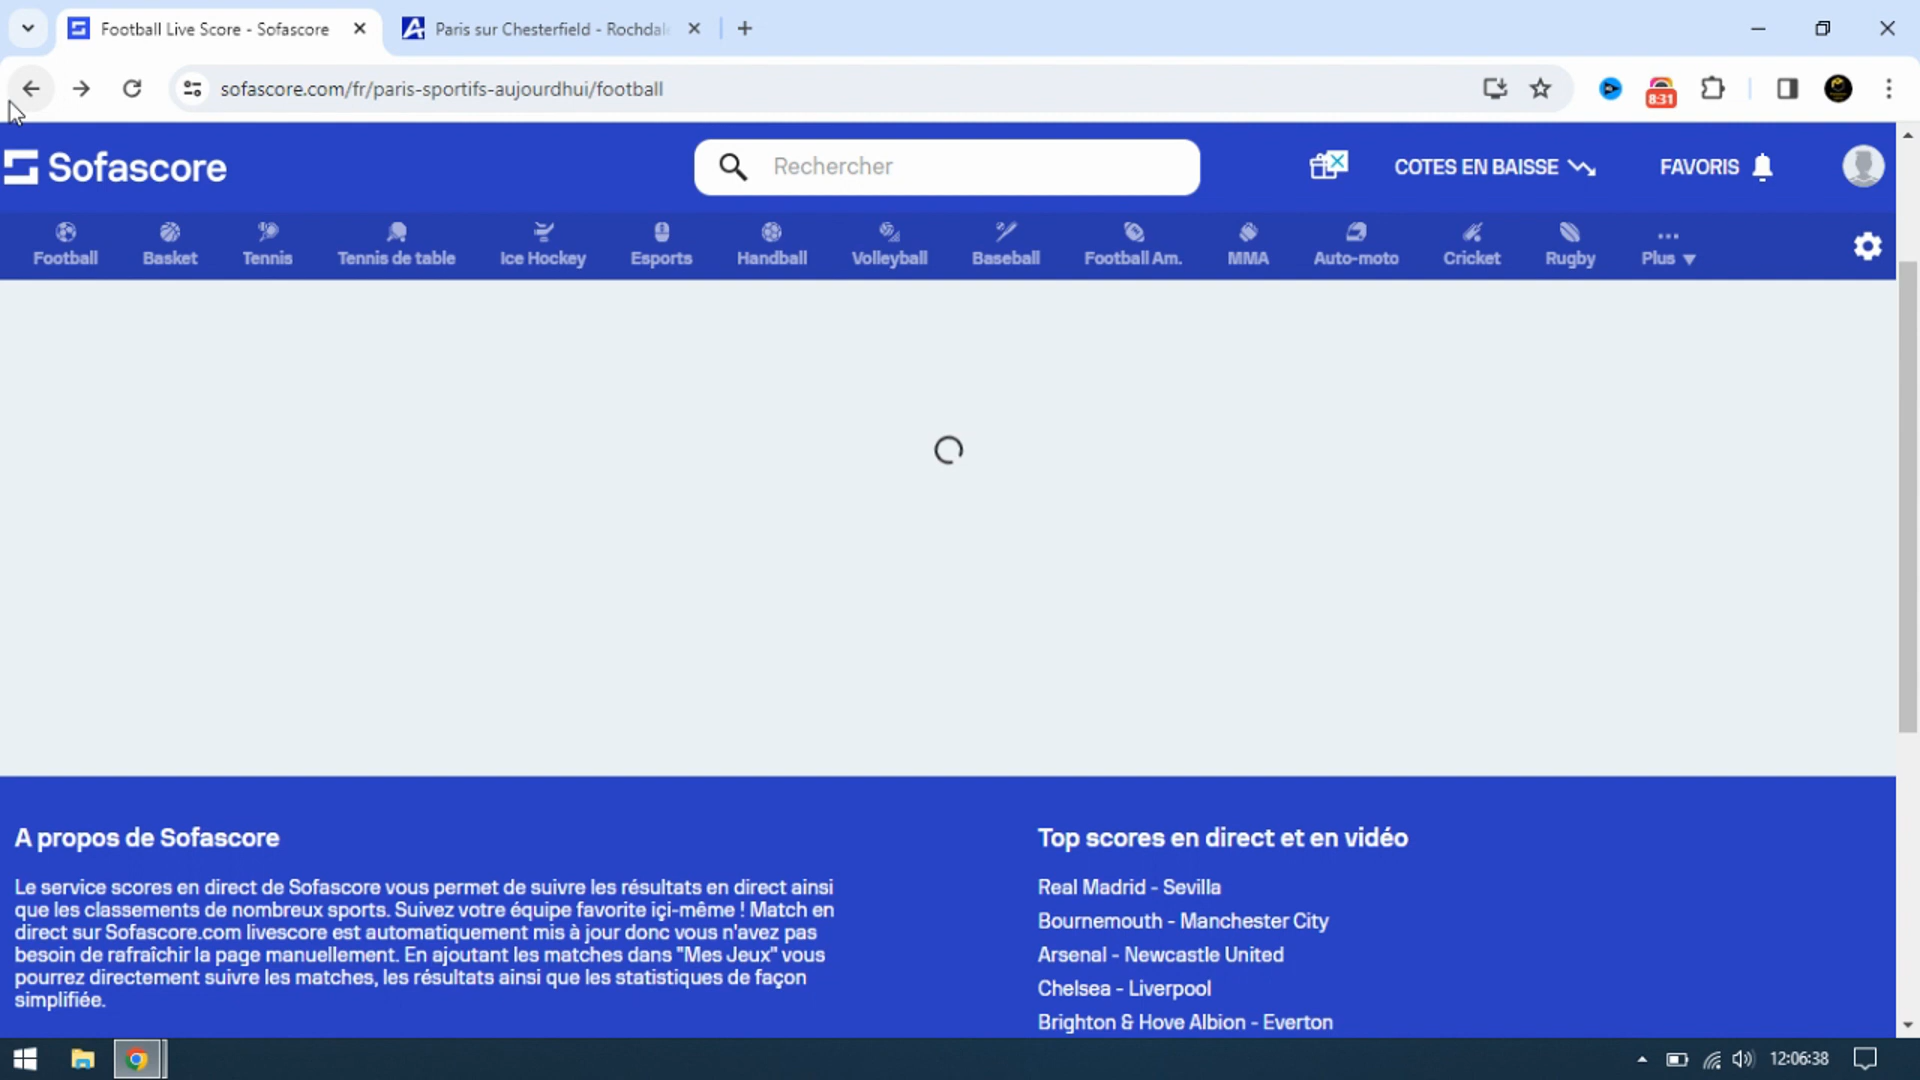 Football Live Score - Sofascore
Paris sur Chesterfield - Rochdal
sofascore.com/fr/paris-sportifs-aujourdhui/football
8:31
Sofascore
Rechercher
COTES EN BAISSE
FAVORIS
Football
Basket
Tennis
Tennis de table
Ice Hockey
Esports
Handball
Volleyball
Baseball
Football Am.
MMA
Auto-moto
Cricket
Rugby
Plus ▼
A propos de Sofascore
Le service scores en direct de Sofascore vous permet de suivre les résultats en direct ainsi
que les classements de nombreux sports. Suivez votre équipe favorite içi-même ! Match en
direct sur Sofascore.com livescore est automatiquement mis à jour donc vous n'avez pas
besoin de rafraîchir la page manuellement. En ajoutant les matches dans "Mes Jeux" vous
pourrez directement suivre les matches, les résultats ainsi que les statistiques de façon
simplifiée.
Top scores en direct et en vidéo
Real Madrid - Sevilla
Bournemouth - Manchester City
Arsenal - Newcastle United
Chelsea - Liverpool
Brighton & Hove Albion - Everton
12:06:38